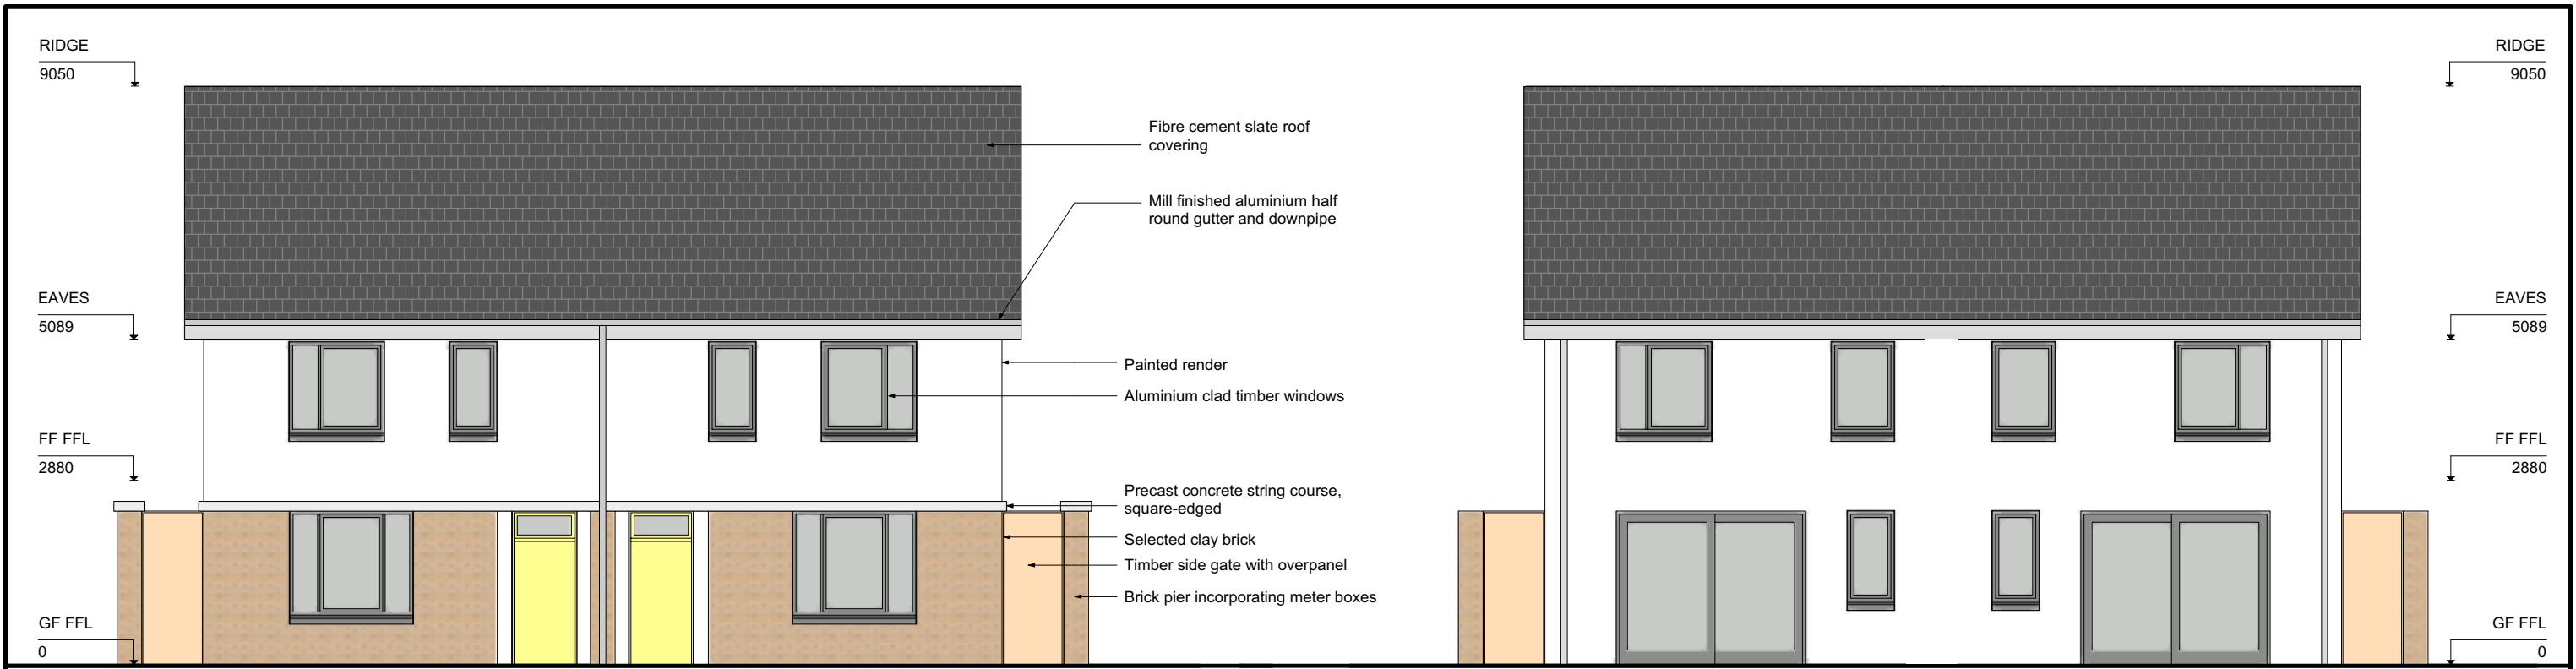 RIDGE
9050
EAVES
5089
FF FFL
2880
GF FFL
0
Fibre cement slate roof
covering
Mill finished aluminium half
round gutter and downpipe
Painted render
Aluminium clad timber windows
Precast concrete string course,
square-edged
Selected clay brick
Timber side gate with overpanel
Brick pier incorporating meter boxes
RIDGE
9050
EAVES
5089
FF FFL
2880
GF FFL
0